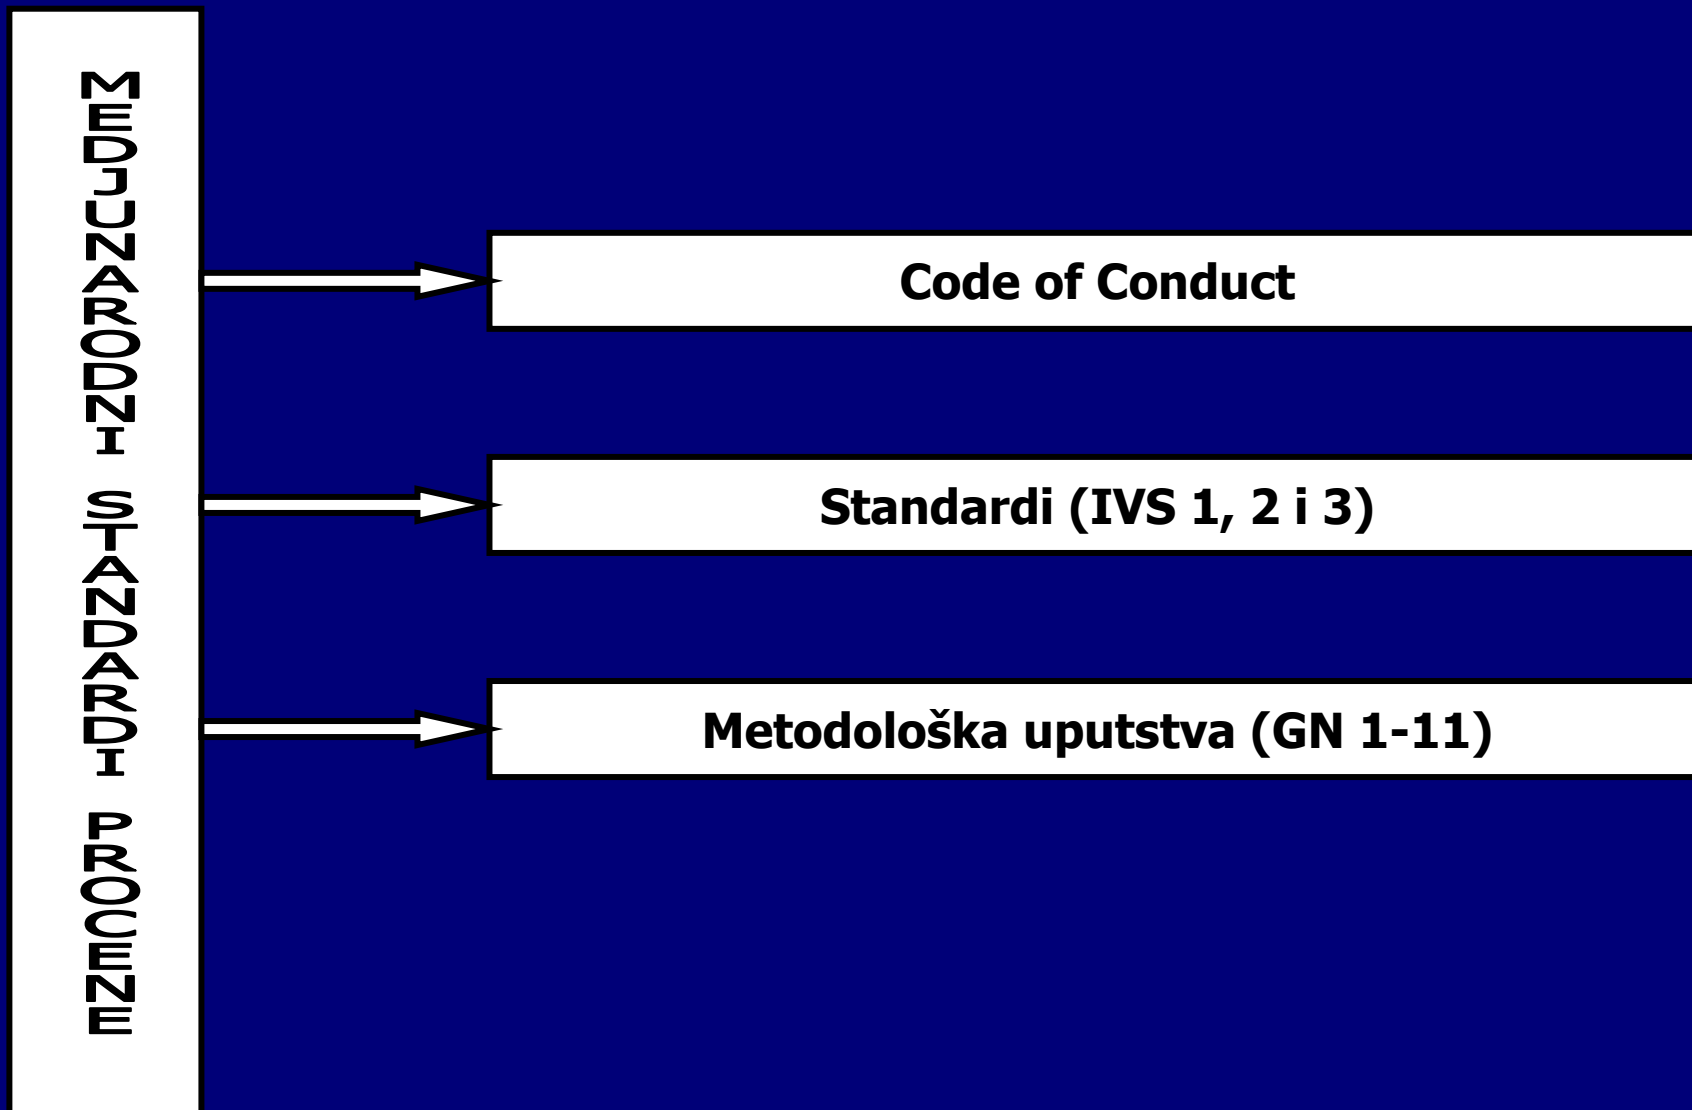 MEDJUNARODNI STANDARDI PROCENE
Code of Conduct
Standardi (IVS 1, 2 i 3)
Metodološka uputstva (GN 1-11)